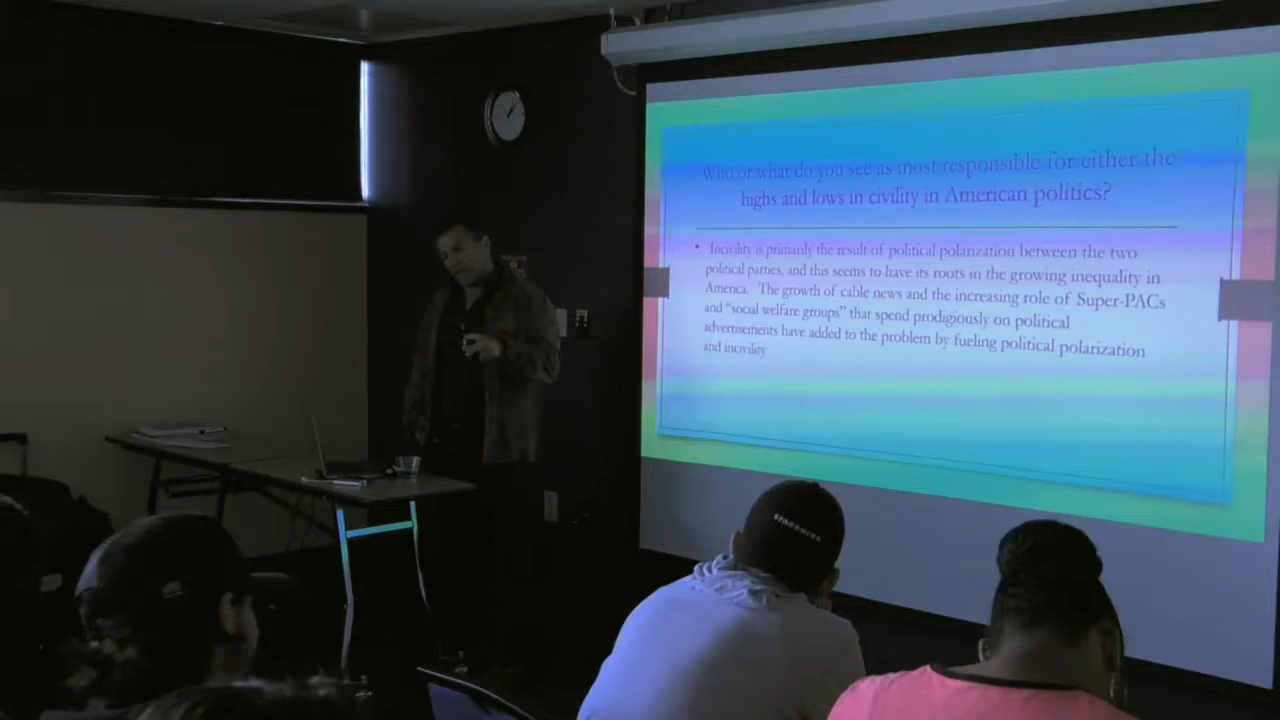 Who or what do you see as most responsible for either the
highs and lows in civility in American politics?
• Incivility is primarily the result of political polarization between the two
political parties, and this seems to have its roots in the growing inequality in
America. The growth of cable news and the increasing role of Super-PACs
and “social welfare groups” that spend prodigiously on political
advertisements have added to the problem by fueling political polarization
and incivility.
STARBUCKS